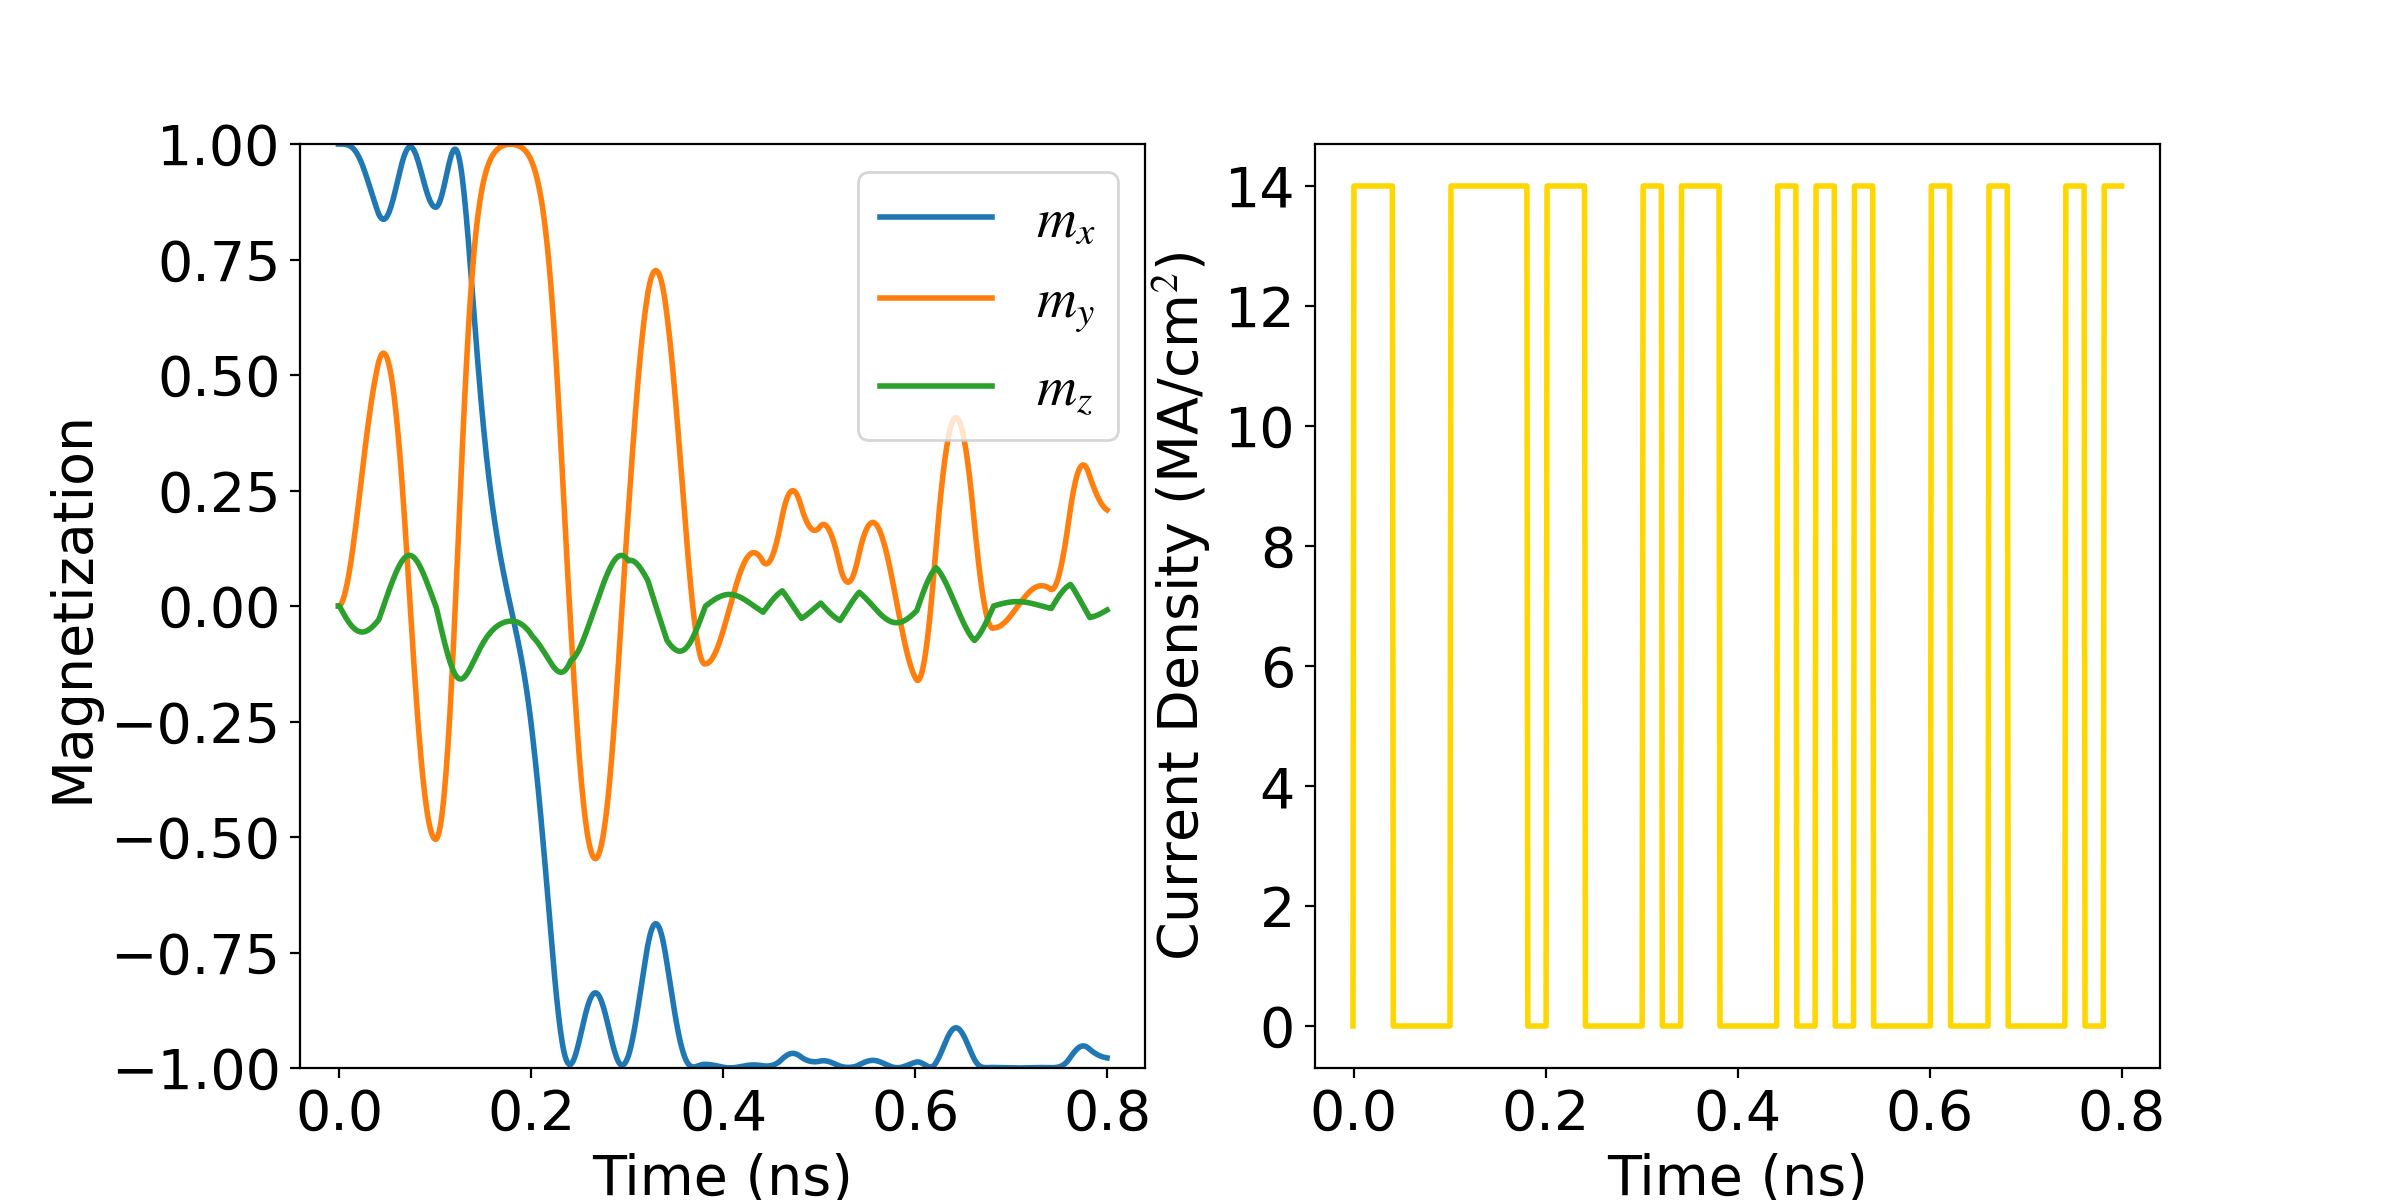 Magnetization
1.00
0.75
0.50
0.25
0.00
−0.25
−0.50
−0.75
−1.00
0.0 0.2 0.4 0.6 0.8
Time (ns)
m_x
m_y
m_z
Current Density (MA/cm²)
14
12
10
8
6
4
2
0
0.0 0.2 0.4 0.6 0.8
Time (ns)